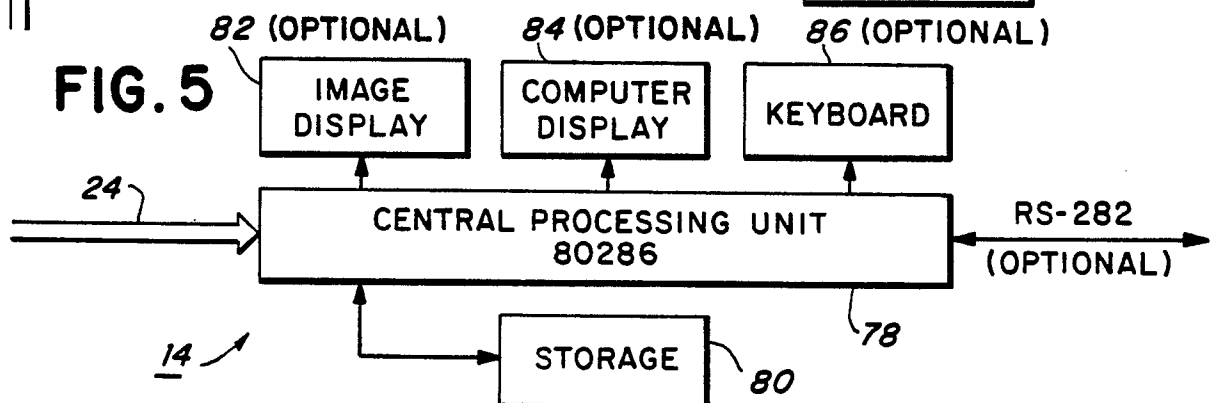 82 (OPTIONAL)
84 (OPTIONAL)
86 (OPTIONAL)
FIG. 5
IMAGE
DISPLAY
COMPUTER
DISPLAY
KEYBOARD
24
CENTRAL PROCESSING UNIT
80286
RS-282
(OPTIONAL)
78
14
STORAGE
80